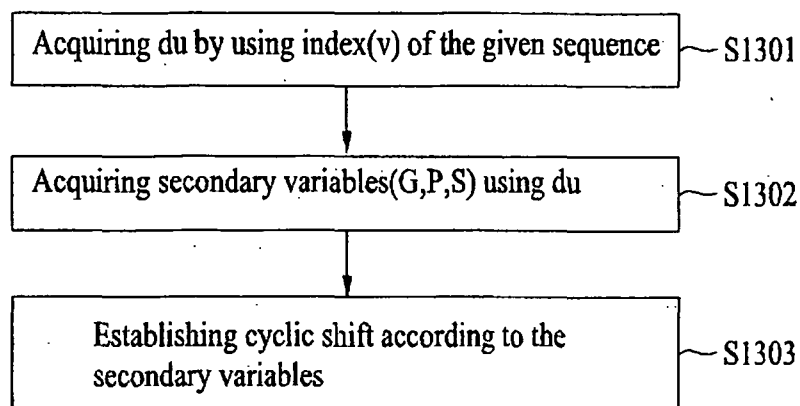 Acquiring du by using index(v) of the given sequence S1301
Acquiring secondary variables(G,P,S) using du S1302
Establishing cyclic shift according to the
secondary variables S1303